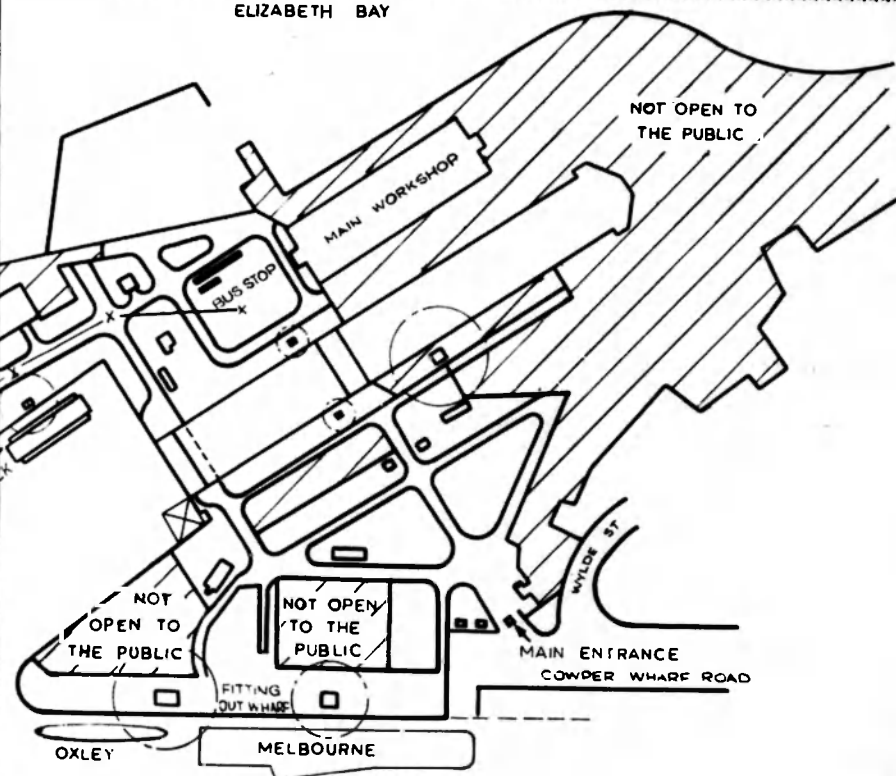 ELIZABETH BAY
NOT OPEN TO
THE PUBLIC
MAIN WORKSHOP
BUS STOP
WYLDE ST
NOT
OPEN TO
THE PUBLIC
NOT OPEN
TO THE
PUBLIC
MAIN ENTRANCE
COWDER WHARF ROAD
FITTING
OUT WHARF
OXLEY
MELBOURNE